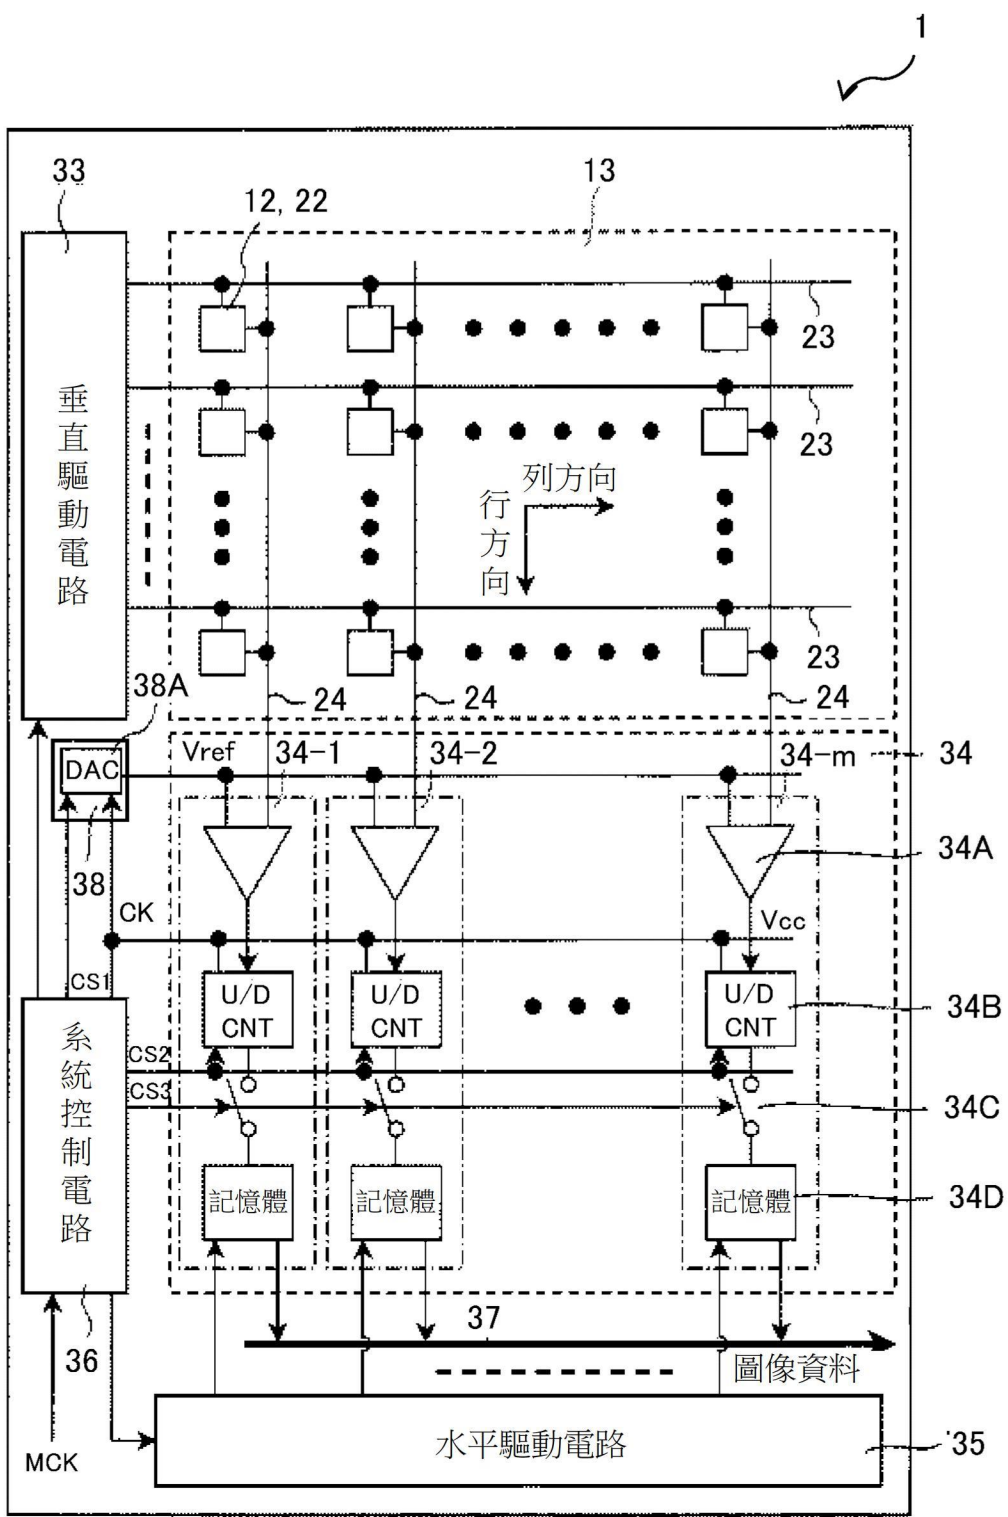 1
33
12, 22
13
23
垂直驅動電路
23
列方向
行方向
23
38A
24
24
24
DAC
Vref
34-1
34-2
34-m
34
38
34A
CK
Vcc
CS1
U/D
CNT
U/D
CNT
U/D
CNT
34B
系統控制電路
CS2
CS3
34C
記憶體
記憶體
記憶體
34D
36
37
圖像資料
MCK
水平驅動電路
35